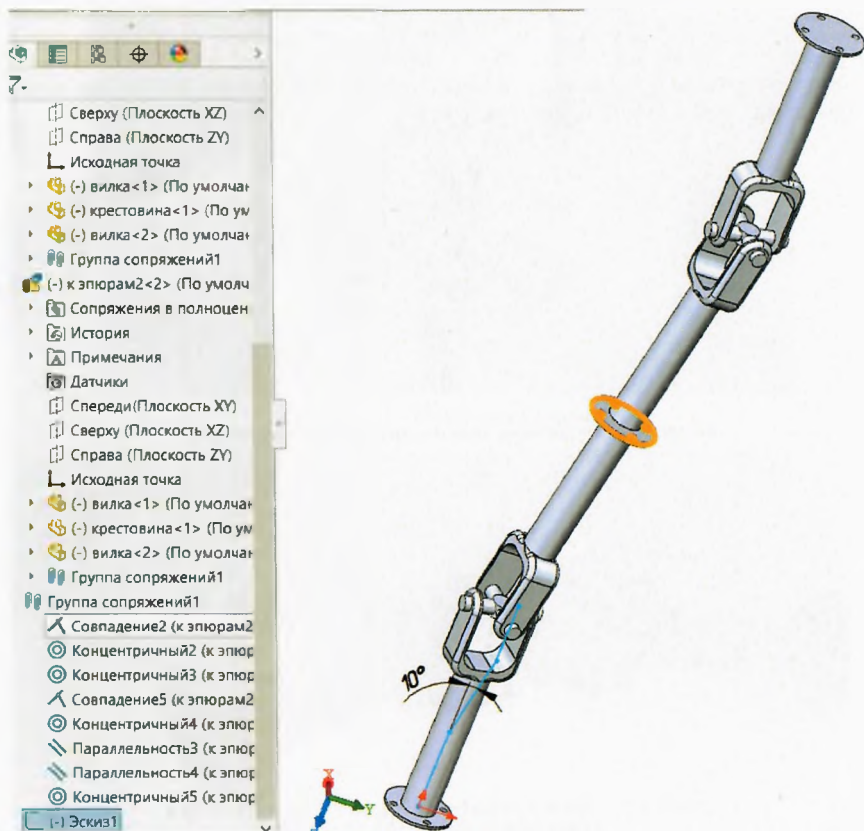 Сверху (Плоскость XZ)
Справа (Плоскость ZY)
Исходная точка
(-) вилка<1> (По умолчан
(-) крестовина<1> (По ум
(-) вилка<2> (По умолчан
Группа сопряжений1
(-) к эпюрам2<2> (По умолч
Сопряжения в полноцен
История
Примечания
Датчики
Спереди(Плоскость XY)
Сверху (Плоскость XZ)
Справа (Плоскость ZY)
Исходная точка
(-) вилка<1> (По умолчан
(-) крестовина<1> (По ум
(-) вилка<2> (По умолчан
Группа сопряжений1
Группа сопряжений1
Совпадение2 (к эпюрам2
Концентричный2 (к эпюр
Концентричный3 (к эпюр
Совпадение5 (к эпюрам2
Концентричный4 (к эпюр
Параллельность3 (к эпюр
Параллельность4 (к эпюр
Концентричный5 (к эпюр
(-) Эскиз1
10°
Y